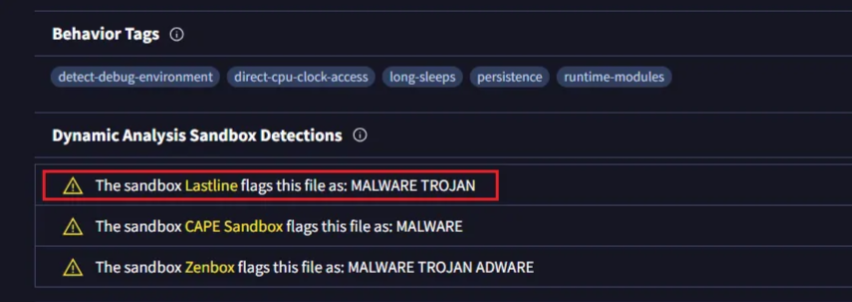 Behavior Tags
detect-debug-environment direct-cpu-clock-access long-sleeps persistence runtime-modules
Dynamic Analysis Sandbox Detections
The sandbox Lastline flags this file as: MALWARE TROJAN
The sandbox CAPE Sandbox flags this file as: MALWARE
The sandbox Zenbox flags this file as: MALWARE TROJAN ADWARE